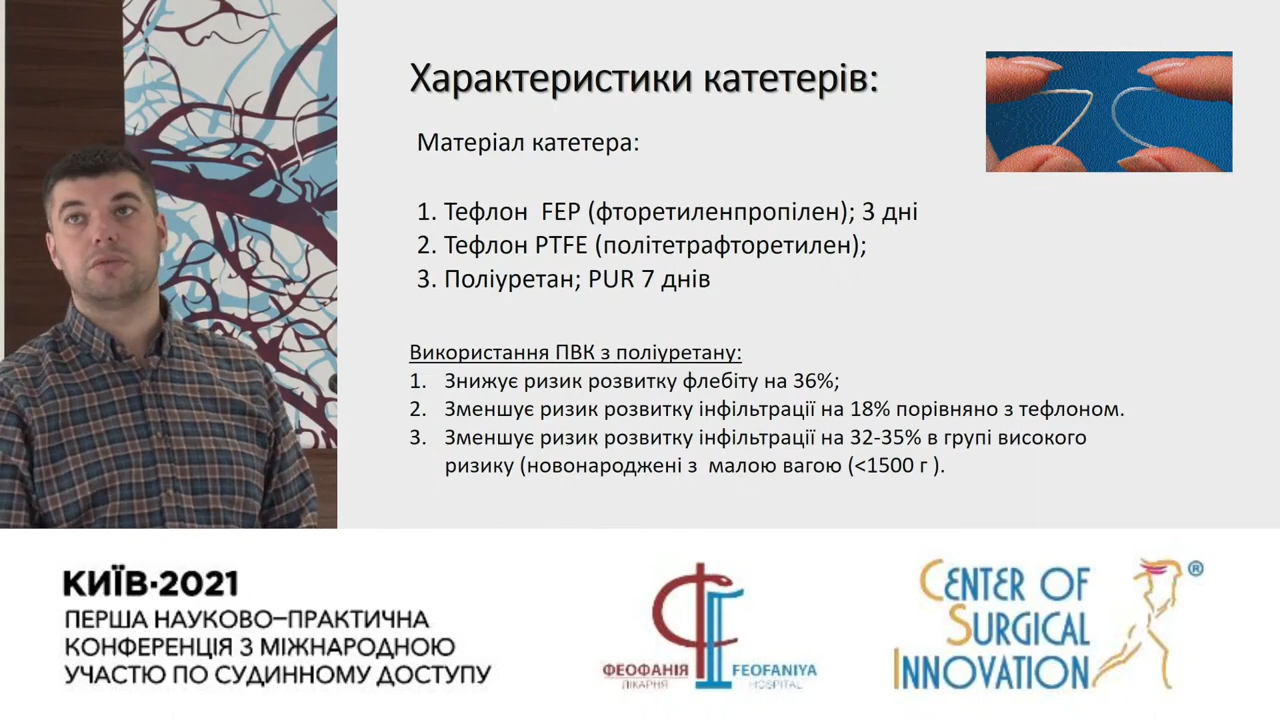 Характеристики катетерів:
Матеріал катетера:
1. Тефлон FEP (фторетиленпропілен); 3 дні
2. Тефлон PTFE (політетрафторетилен);
3. Поліуретан; PUR 7 днів
Використання ПВК з поліуретану:
1. Знижує ризик розвитку флебіту на 36%;
2. Зменшує ризик розвитку інфільтрації на 18% порівняно з тефлоном.
3. Зменшує ризик розвитку інфільтрації на 32-35% в групі високого
ризику (новонароджені з малою вагою (<1500 г ).
КИЇВ·2021
ПЕРША НАУКОВО–ПРАКТИЧНА
КОНФЕРЕНЦІЯ З МІЖНАРОДНОЮ
УЧАСТЮ ПО СУДИННОМУ ДОСТУПУ
ФЕОФАНІЯ
ЛІКАРНЯ
FEOFANIYA
HOSPITAL
CENTER OF
SURGICAL
INNOVATION
®